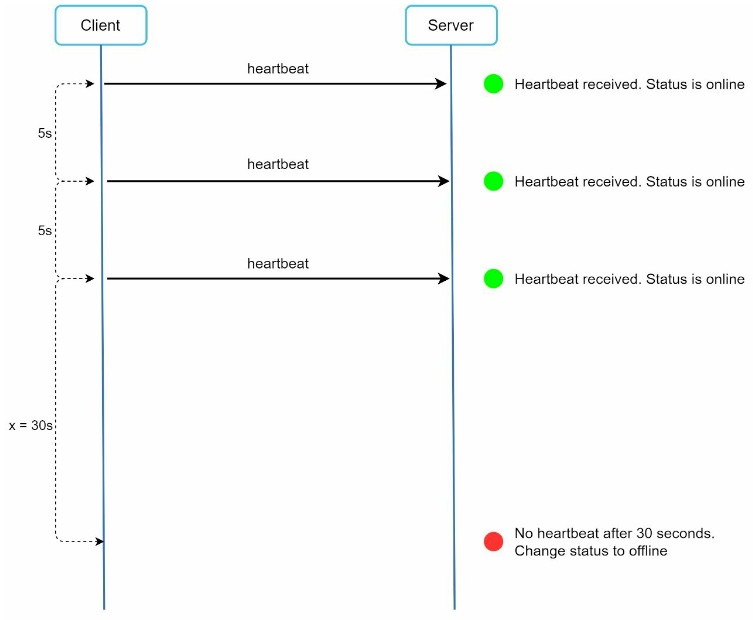 Client
Server
heartbeat
Heartbeat received. Status is online
5s
heartbeat
Heartbeat received. Status is online
5s
heartbeat
Heartbeat received. Status is online
x = 30s
No heartbeat after 30 seconds.
Change status to offline